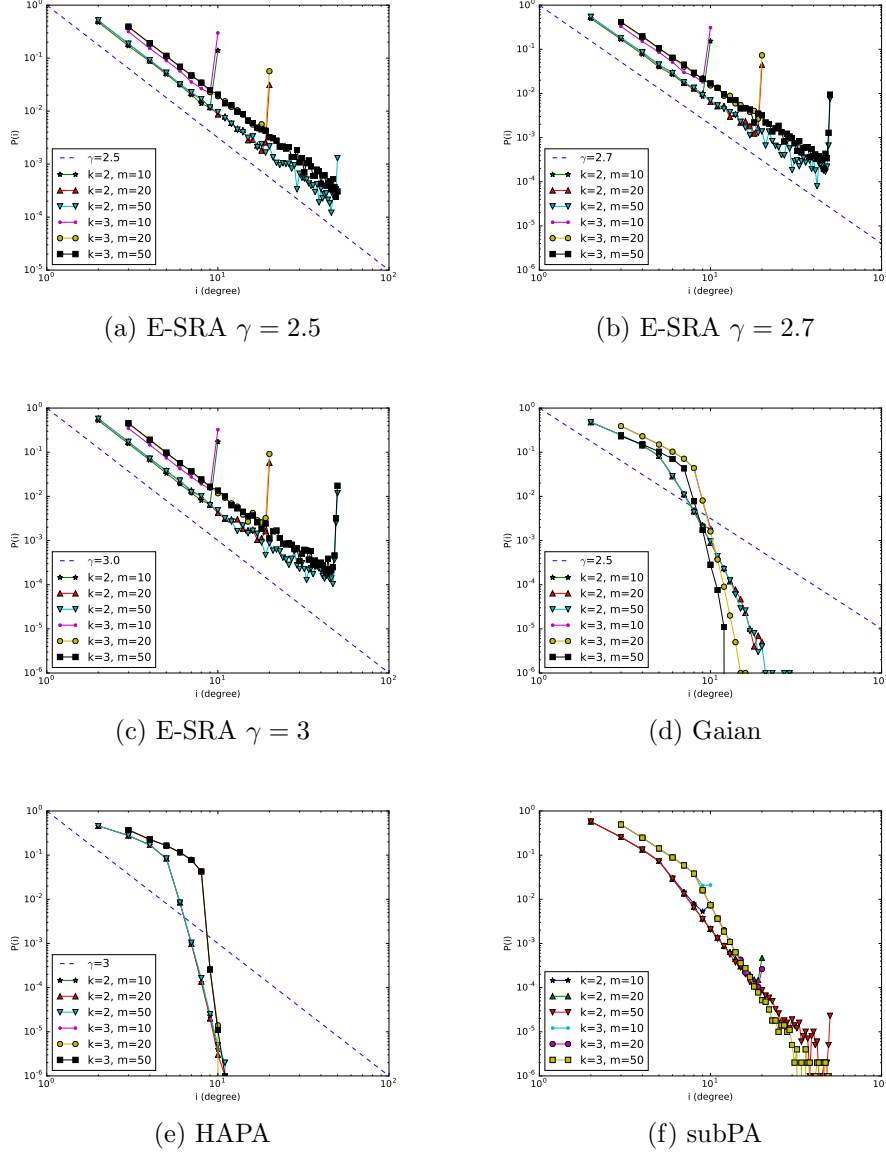 10^0
10^-1
10^-2
10^-3
10^-4
10^-5
P(i)
γ=2.5
k=2, m=10
k=2, m=20
k=2, m=50
k=3, m=10
k=3, m=20
k=3, m=50
10^0 10^1 10^2
i (degree)
(a) E-SRA γ = 2.5
10^0
10^-1
10^-2
10^-3
10^-4
10^-5
10^-6
P(i)
γ=2.7
k=2, m=10
k=2, m=20
k=2, m=50
k=3, m=10
k=3, m=20
k=3, m=50
10^0 10^1 10^2
i (degree)
(b) E-SRA γ = 2.7
10^0
10^-1
10^-2
10^-3
10^-4
10^-5
10^-6
P(i)
γ=3.0
k=2, m=10
k=2, m=20
k=2, m=50
k=3, m=10
k=3, m=20
k=3, m=50
10^0 10^1 10^2
i (degree)
(c) E-SRA γ = 3
10^0
10^-1
10^-2
10^-3
10^-4
10^-5
10^-6
P(i)
γ=2.5
k=2, m=10
k=2, m=20
k=2, m=50
k=3, m=10
k=3, m=20
k=3, m=50
10^0 10^1 10^2
i (degree)
(d) Gaian
10^0
10^-1
10^-2
10^-3
10^-4
10^-5
10^-6
P(i)
γ=3
k=2, m=10
k=2, m=20
k=2, m=50
k=3, m=10
k=3, m=20
k=3, m=50
10^0 10^1 10^2
i (degree)
(e) HAPA
10^0
10^-1
10^-2
10^-3
10^-4
10^-5
10^-6
P(i)
k=2, m=10
k=2, m=20
k=2, m=50
k=3, m=10
k=3, m=20
k=3, m=50
10^0 10^1 10^2
i (degree)
(f) subPA